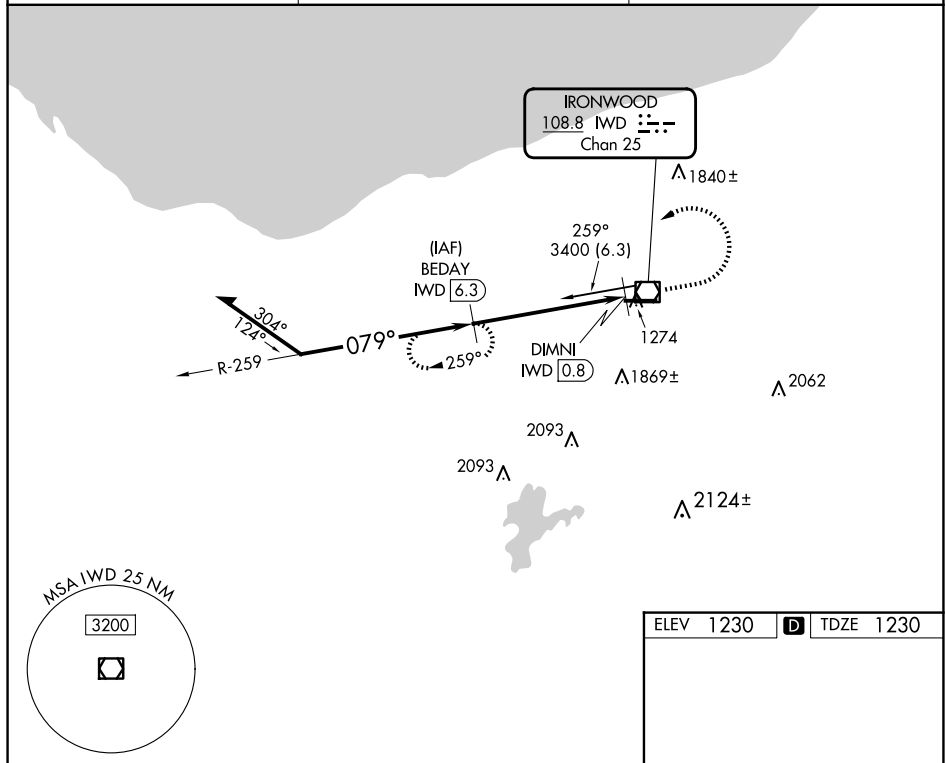 IRONWOOD
108.8 IWD
Chan 25
1840±
259°
3400 (6.3)
(IAF)
BEDAY
IWD 6.3
304°
124°
079°
R-259
259°
DIMNI
IWD 0.8
1274
1869±
2062
2093
2093
2124±
MSA IWD 25 NM
3200
ELEV 1230 D TDZE 1230